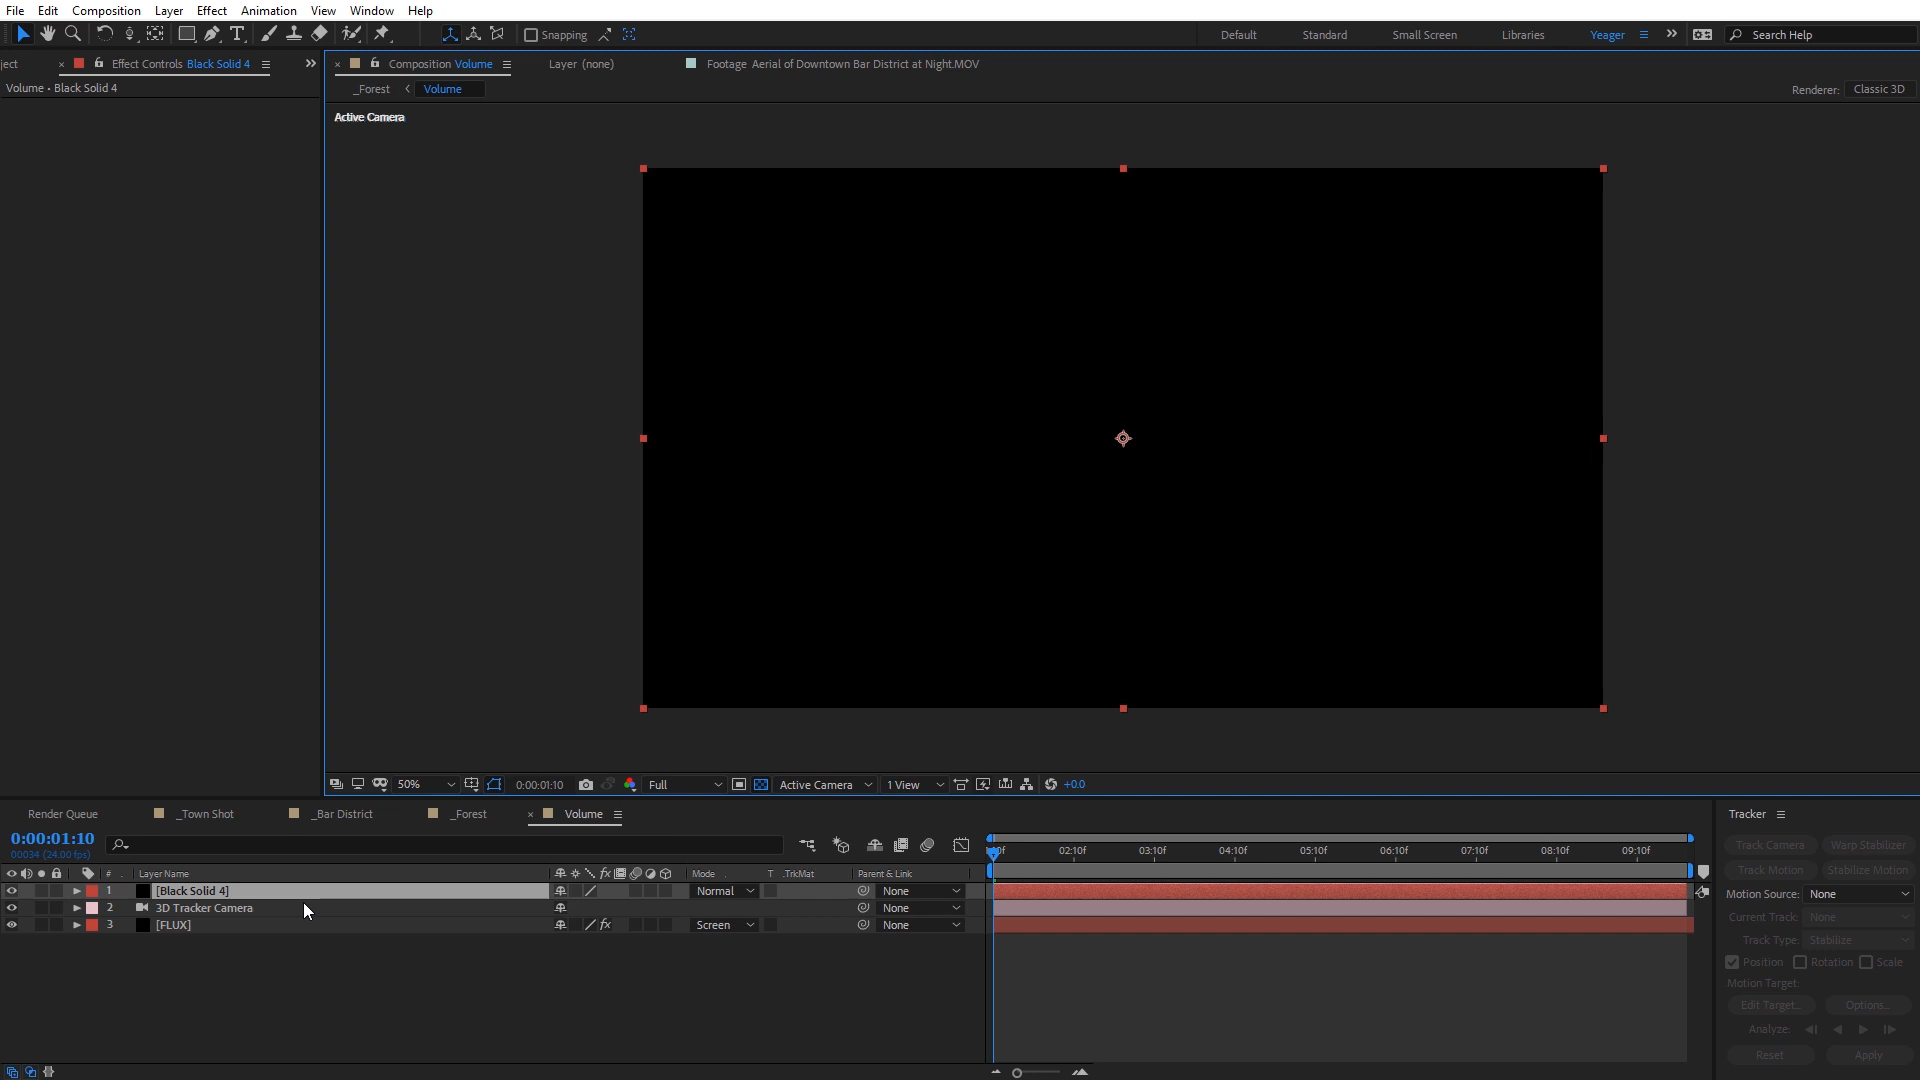 File Edit Composition Layer Effect Animation View Window Help
Snapping Default Standard Small Screen Libraries Yeager Search Help
ject × Effect Controls Black Solid 4 × Composition Volume Layer (none) Footage Aerial of Downtown Bar District at Night.MOV
Volume • Black Solid 4 _Forest Volume Renderer: Classic 3D
Active Camera
50% 0:00:01:10 Full Active Camera 1 View +0.0
Render Queue _Town Shot _Bar District _Forest × Volume Tracker
0:00:01:10 Track Camera Warp Stabilizer
00034 (24.00 fps) 02:10f 03:10f 04:10f 05:10f 06:10f 07:10f 08:10f 09:10f
# Layer Name fx Mode T .TrkMat Parent & Link Track Motion Stabilize Motion
1 [Black Solid 4] Normal None Motion Source: None
2 3D Tracker Camera None Current Track: None
3 [FLUX] fx Screen None
Track Type: Stabilize
Position Rotation Scale
Motion Target:
Edit Target... Options...
Analyze:
Reset Apply